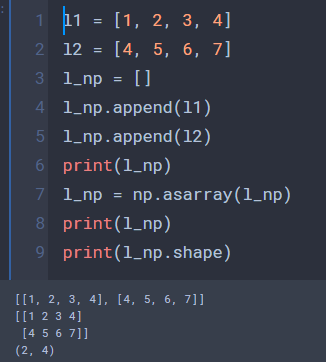 1 l1 = [1, 2, 3, 4]
2 l2 = [4, 5, 6, 7]
3 l_np = []
4 l_np.append(l1)
5 l_np.append(l2)
6 print(l_np)
7 l_np = np.asarray(l_np)
8 print(l_np)
9 print(l_np.shape)
[[1, 2, 3, 4], [4, 5, 6, 7]]
[[1 2 3 4]
 [4 5 6 7]]
(2, 4)